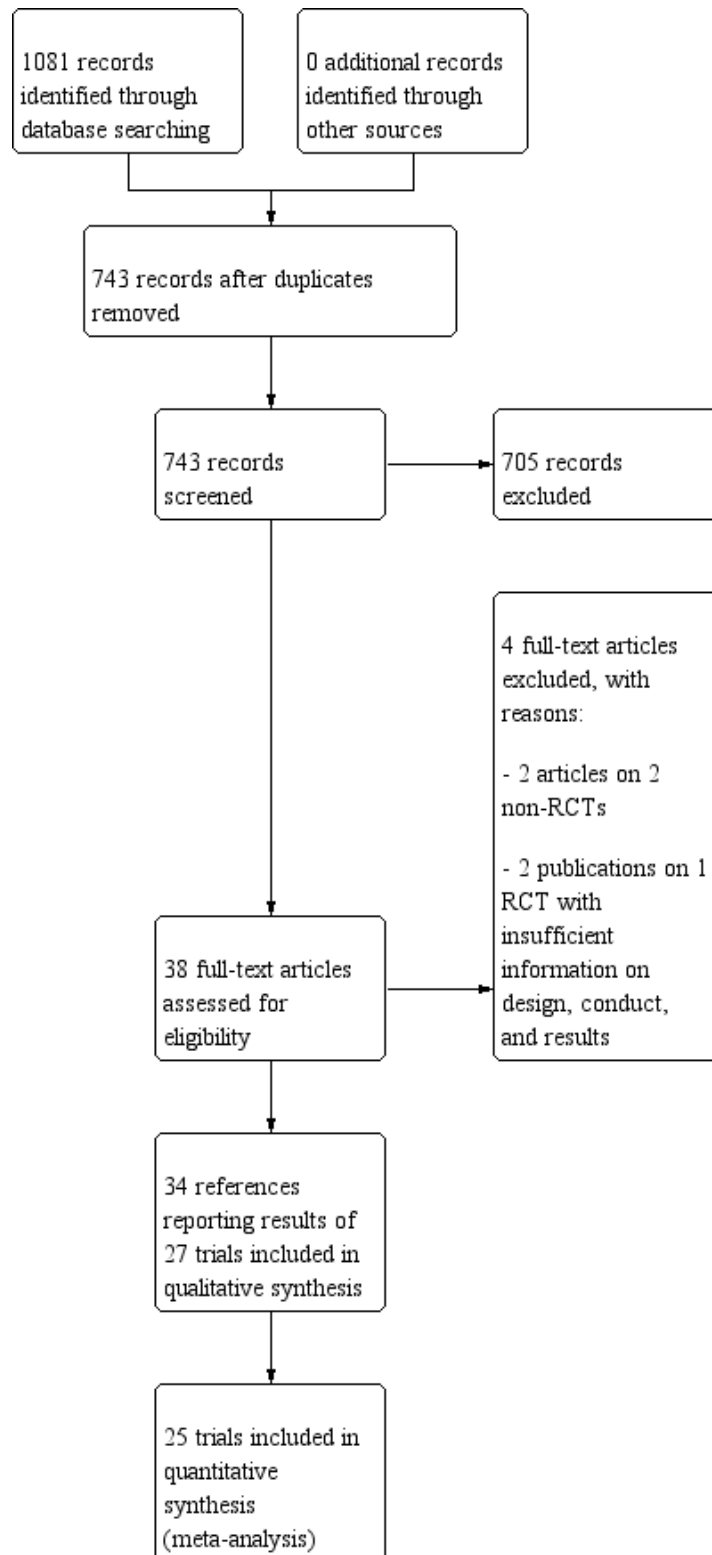 1081 records
identified through
database searching
0 additional records
identified through
other sources
743 records after duplicates
removed
743 records
screened
705 records
excluded
4 full-text articles
excluded, with
reasons:
- 2 articles on 2
non-RCTs
- 2 publications on 1
RCT with
insufficient
information on
design, conduct,
and results
38 full-text articles
assessed for
eligibility
34 references
reporting results of
27 trials included in
qualitative synthesis
25 trials included in
quantitative
synthesis
(meta-analysis)